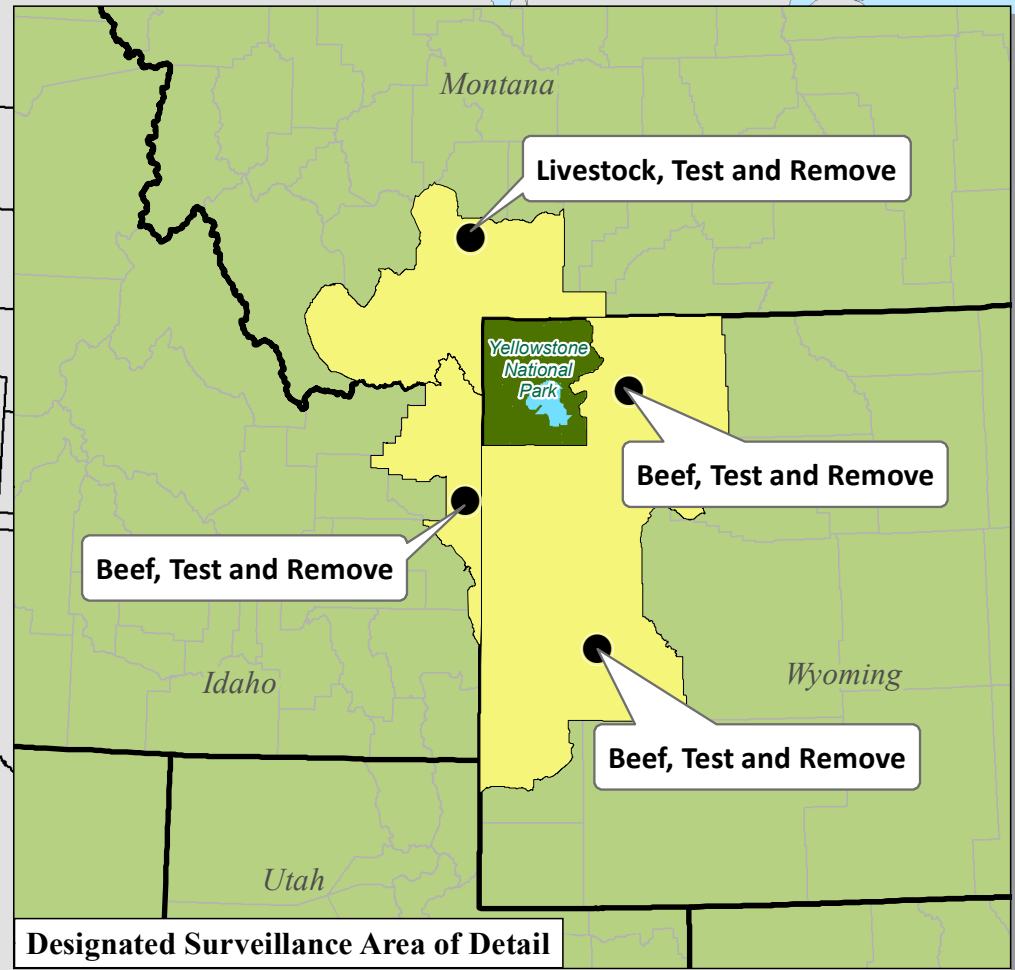 Montana
Livestock, Test and Remove
Yellowstone
National
Park
Beef, Test and Remove
Beef, Test and Remove
Idaho
Wyoming
Beef, Test and Remove
Utah
Designated Surveillance Area of Detail